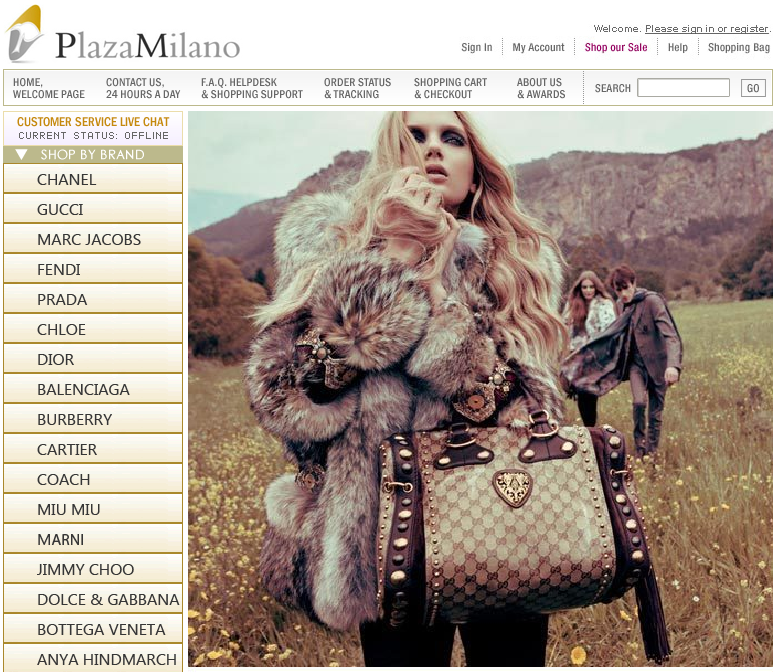 PlazaMilano
Welcome. Please sign in or register.
Sign In
My Account
Shop our Sale
Help
Shopping Bag
HOME,
WELCOME PAGE
CONTACT US,
24 HOURS A DAY
F.A.Q. HELPDESK
& SHOPPING SUPPORT
ORDER STATUS
& TRACKING
SHOPPING CART
& CHECKOUT
ABOUT US
& AWARDS
SEARCH
GO
CUSTOMER SERVICE LIVE CHAT
CURRENT STATUS: OFFLINE
SHOP BY BRAND
CHANEL
GUCCI
MARC JACOBS
FENDI
PRADA
CHLOE
DIOR
BALENCIAGA
BURBERRY
CARTIER
COACH
MIU MIU
MARNI
JIMMY CHOO
DOLCE & GABBANA
BOTTEGA VENETA
ANYA HINDMARCH